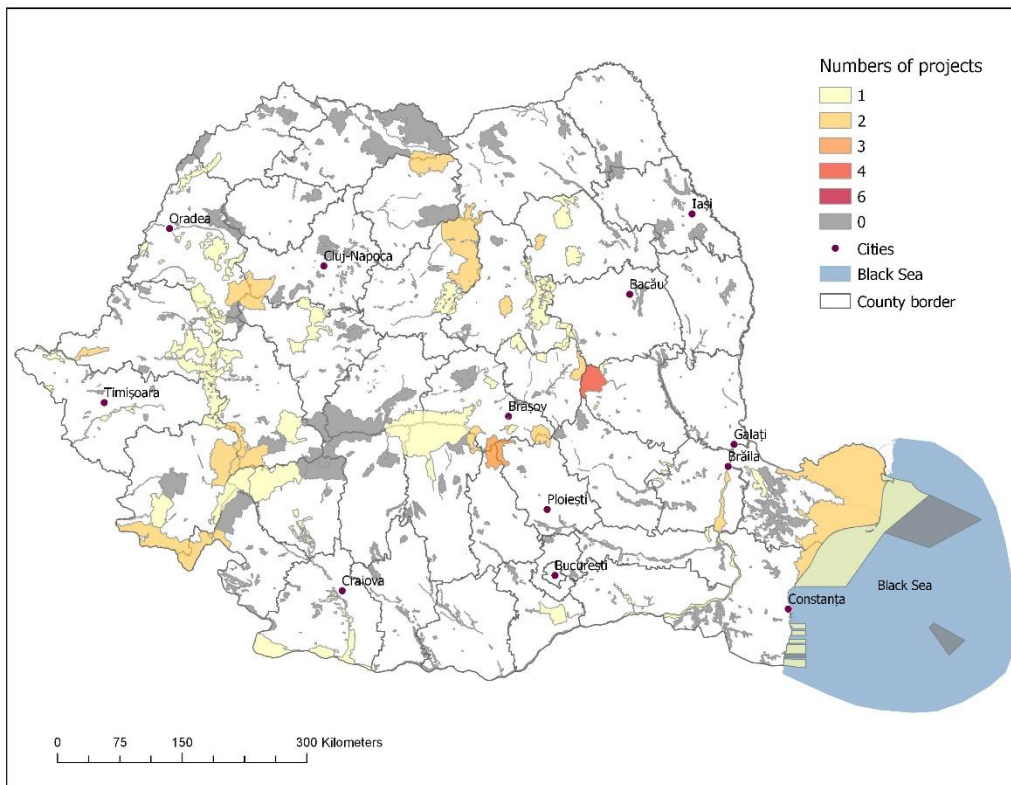 Numbers of projects
1
2
3
4
6
0
Cities
Black Sea
County border
Iași
Oradea
Cluj-Napoca
Bacău
Timișoara
Brașov
Galați
Brăila
Ploiești
București
Craiova
Black Sea
Constanța
0 75 150 300 Kilometers